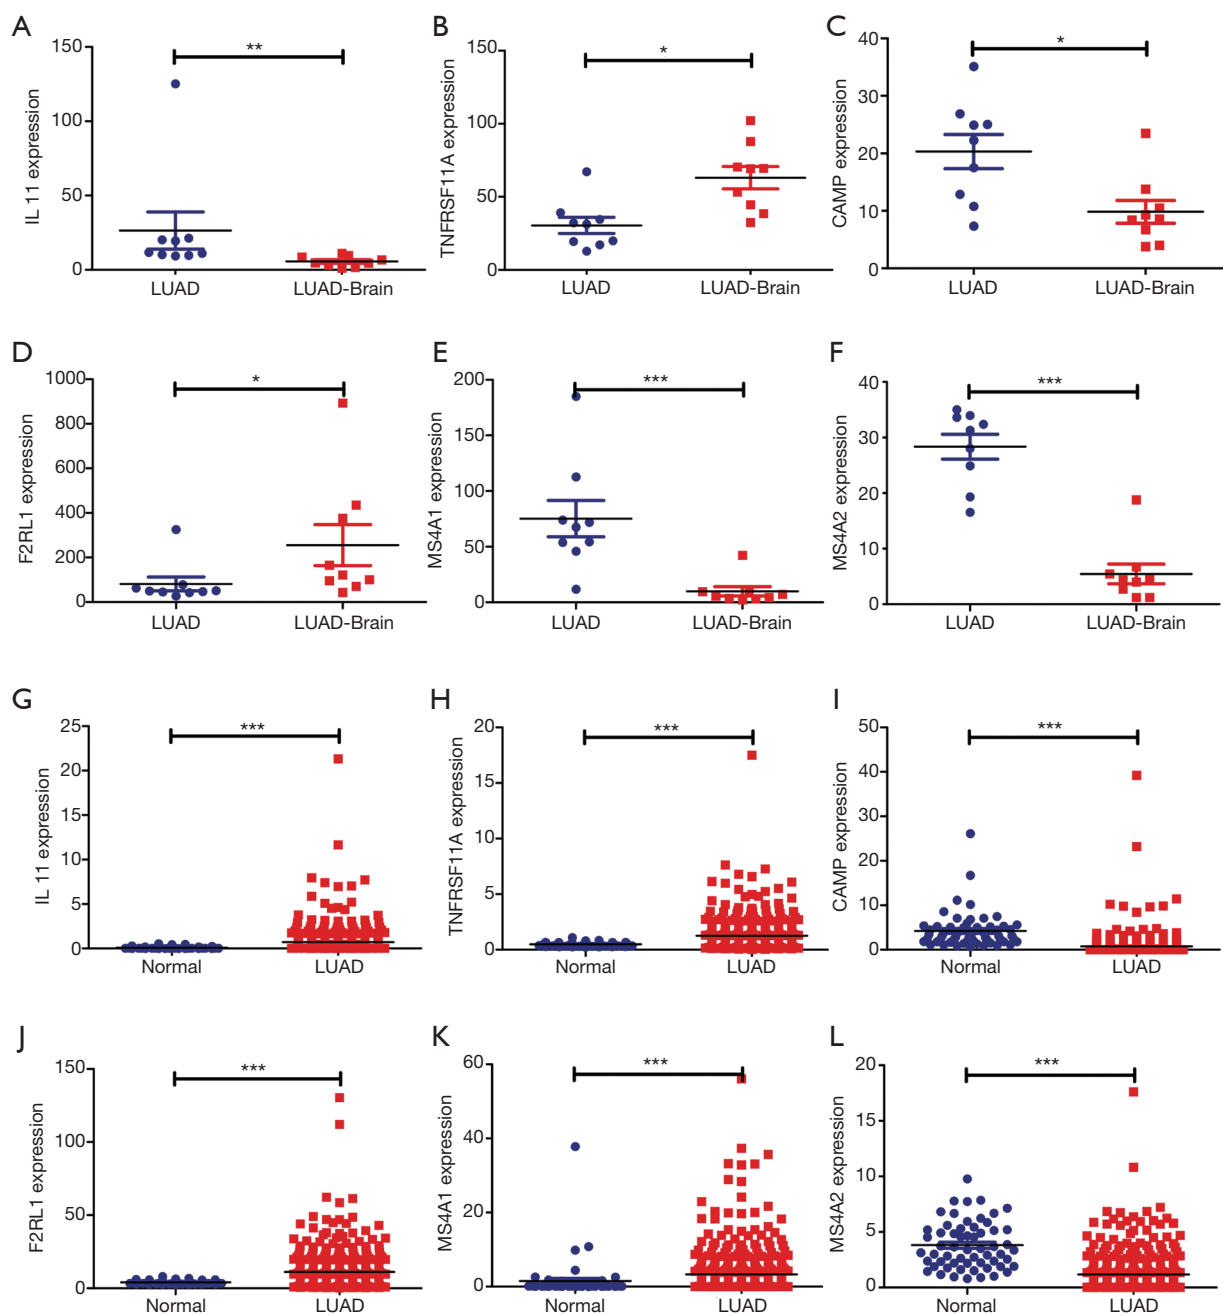 A
B
C
IL 11 expression
150
100
50
0
**
LUAD
LUAD-Brain
TNFRSF11A expression
150
100
50
0
*
LUAD
LUAD-Brain
CAMP expression
40
30
20
10
0
*
LUAD
LUAD-Brain
D
E
F
F2RL1 expression
1000
800
600
400
200
0
*
LUAD
LUAD-Brain
MS4A1 expression
200
150
100
50
0
***
LUAD
LUAD-Brain
MS4A2 expression
40
30
20
10
0
***
LUAD
LUAD-Brain
G
H
I
IL 11 expression
25
20
15
10
5
0
***
Normal
LUAD
TNFRSF11A expression
20
15
10
5
0
***
Normal
LUAD
CAMP expression
50
40
30
20
10
0
***
Normal
LUAD
J
K
L
F2RL1 expression
150
100
50
0
***
Normal
LUAD
MS4A1 expression
60
40
20
0
***
Normal
LUAD
MS4A2 expression
20
15
10
5
0
***
Normal
LUAD